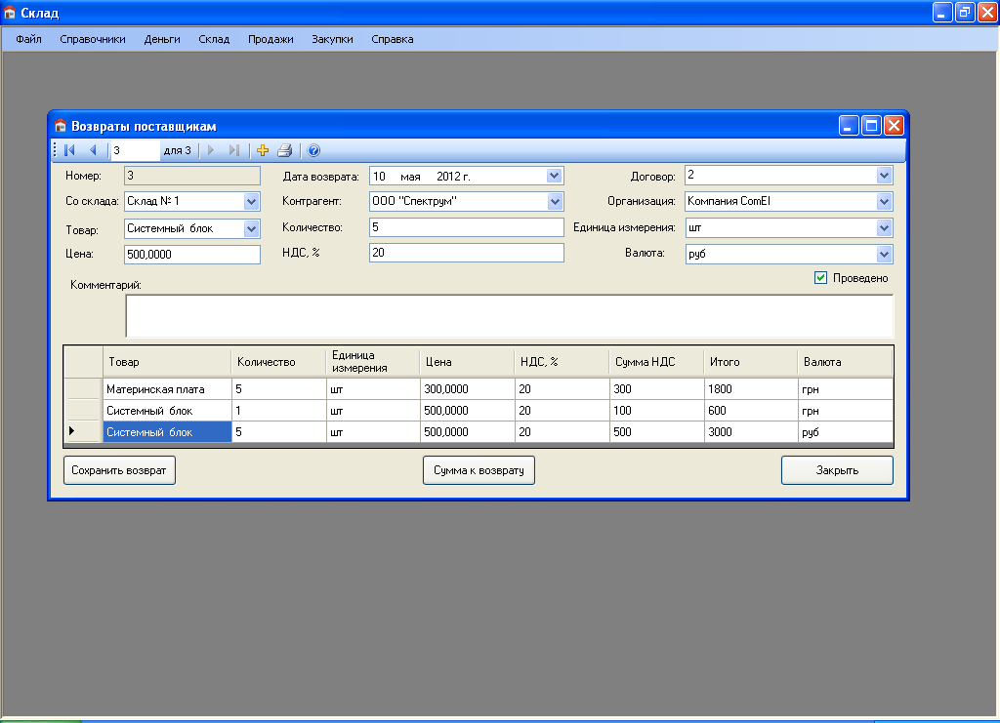 Склад
Файл Справочники Деньги Склад Продажи Закупки Справка
Возвраты поставщикам
3 для 3
Номер: 3 Дата возврата: 10 мая 2012 г. Договор: 2
Со склада: Склад № 1 Контрагент: ООО "Спектрум" Организация: Компания ComEl
Товар: Системный блок Количество: 5 Единица измерения: шт
Цена: 500,0000 НДС, % 20 Валюта: руб
Проведено
Комментарий:
Товар Количество Единица измерения Цена НДС, % Сумма НДС Итого Валюта
Материнская плата 5 шт 300,0000 20 300 1800 грн
Системный блок 1 шт 500,0000 20 100 600 грн
Системный блок 5 шт 500,0000 20 500 3000 руб
Сохранить возврат Сумма к возврату Закрыть